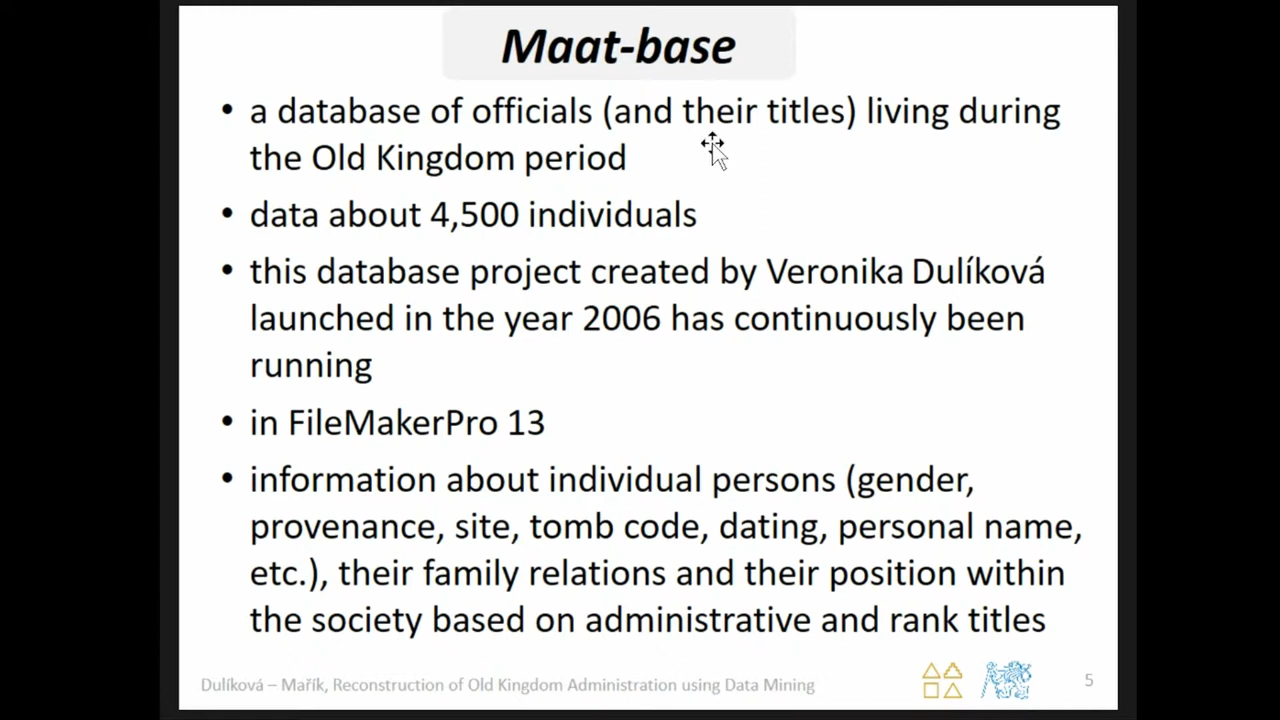 Maat-base
• a database of officials (and their titles) living during
the Old Kingdom period
• data about 4,500 individuals
• this database project created by Veronika Dulíková
launched in the year 2006 has continuously been
running
• in FileMakerPro 13
• information about individual persons (gender,
provenance, site, tomb code, dating, personal name,
etc.), their family relations and their position within
the society based on administrative and rank titles
Dulíková – Mařík, Reconstruction of Old Kingdom Administration using Data Mining
5